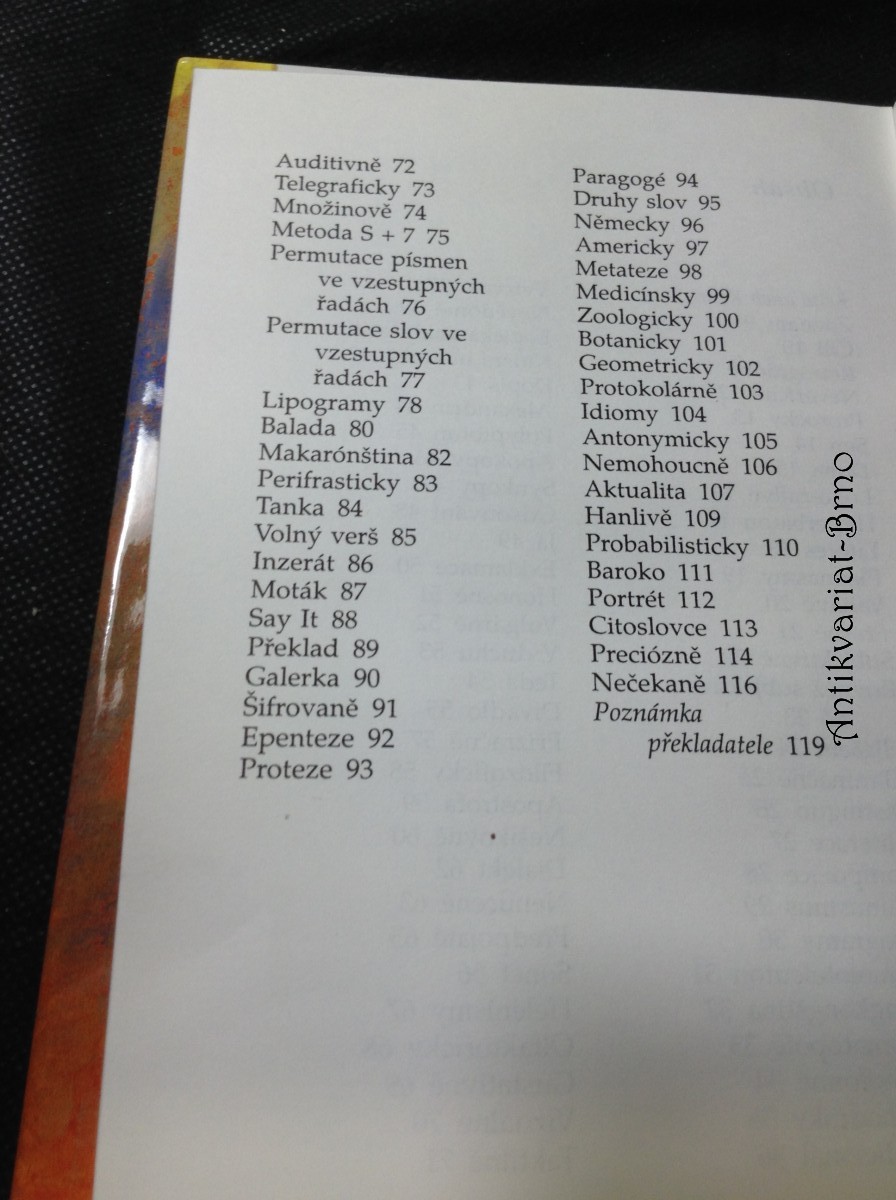 Auditivně 72
Telegraficky 73
Množinově 74
Metoda S + 7 75
Permutace písmen
ve vzestupných
řadách 76
Permutace slov ve
vzestupných
řadách 77
Lipogramy 78
Balada 80
Makarónština 82
Perifrasticky 83
Tanka 84
Volný verš 85
Inzerát 86
Moták 87
Say It 88
Překlad 89
Galerka 90
Šifrovaně 91
Epenteze 92
Proteze 93
Paragogé 94
Druhy slov 95
Německy 96
Americky 97
Metateze 98
Medicínsky 99
Zoologicky 100
Botanicky 101
Geometricky 102
Protokolárně 103
Idiomy 104
Antonymicky 105
Nemohoucně 106
Aktualita 107
Hanlivě 109
Probabilisticky 110
Baroko 111
Portrét 112
Citoslovce 113
Preciózně 114
Nečekaně 116
Poznámka
překladatele 119
Antikvariat-Brno